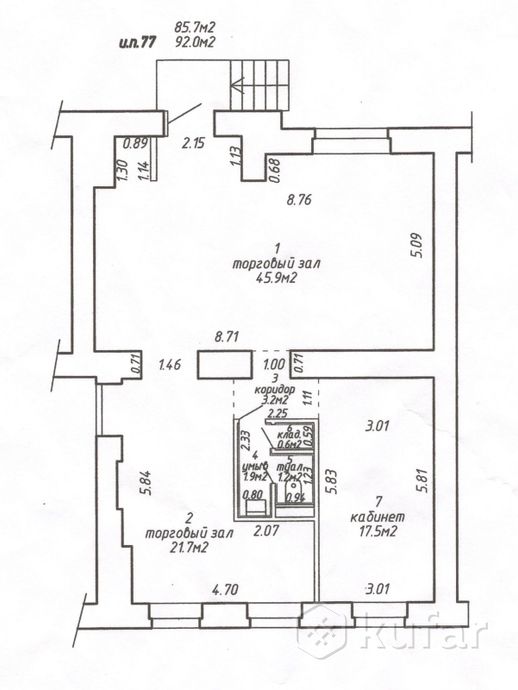 85.7м2
и.п.77 92.0м2
0.89
2.15
1.30
1.14
1.13
0.68
8.76
5.09
1
торговый зал
45.9м2
8.71
0.71
1.46
1.00
0.71
3
коридор
3.2м2
1.11
2.25
3.01
2.33
6
клад.
0.6м2
0.59
4
умыв
1.9м2
5
туал.
1.2м2
1.23
5.84
5.83
5.81
0.80
0.94
7
кабинет
17.5м2
2
торговый зал
21.7м2
2.07
4.70
3.01
kufar